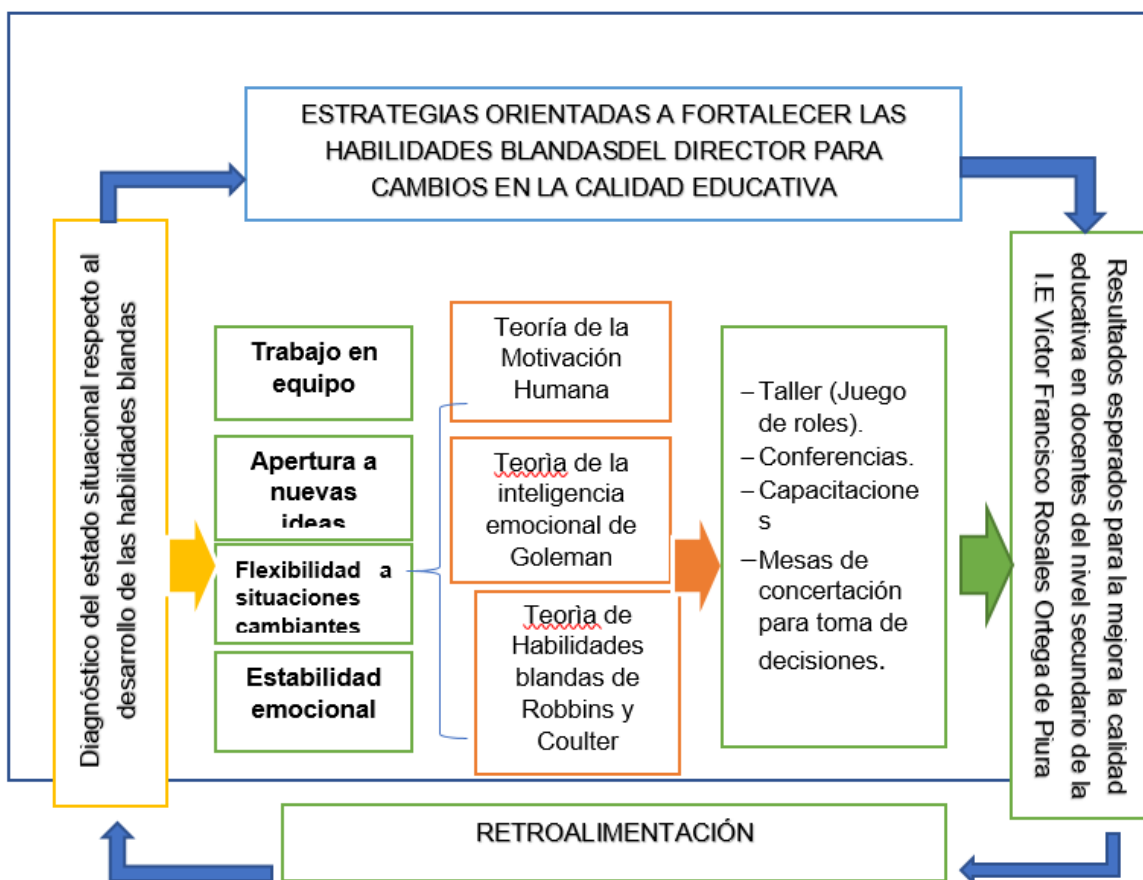 ESTRATEGIAS ORIENTADAS A FORTALECER LAS
HABILIDADES BLANDASDEL DIRECTOR PARA
CAMBIOS EN LA CALIDAD EDUCATIVA
Diagnóstico del estado situacional respecto al
desarrollo de las habilidades blandas
Trabajo en
equipo
Apertura a
nuevas
ideas
Flexibilidad a
situaciones
cambiantes
Estabilidad
emocional
Teoría de la
Motivación
Humana
Teorìa de la
inteligencia
emocional de
Goleman
Teorìa de
Habilidades
blandas de
Robbins y
Coulter
– Taller (Juego
de roles).
– Conferencias.
– Capacitacione
s
– Mesas de
concertación
para toma de
decisiones.
Resultados esperados para la mejora la calidad
educativa en docentes del nivel secundario de la
I.E Víctor Francisco Rosales Ortega de Piura
RETROALIMENTACIÓN